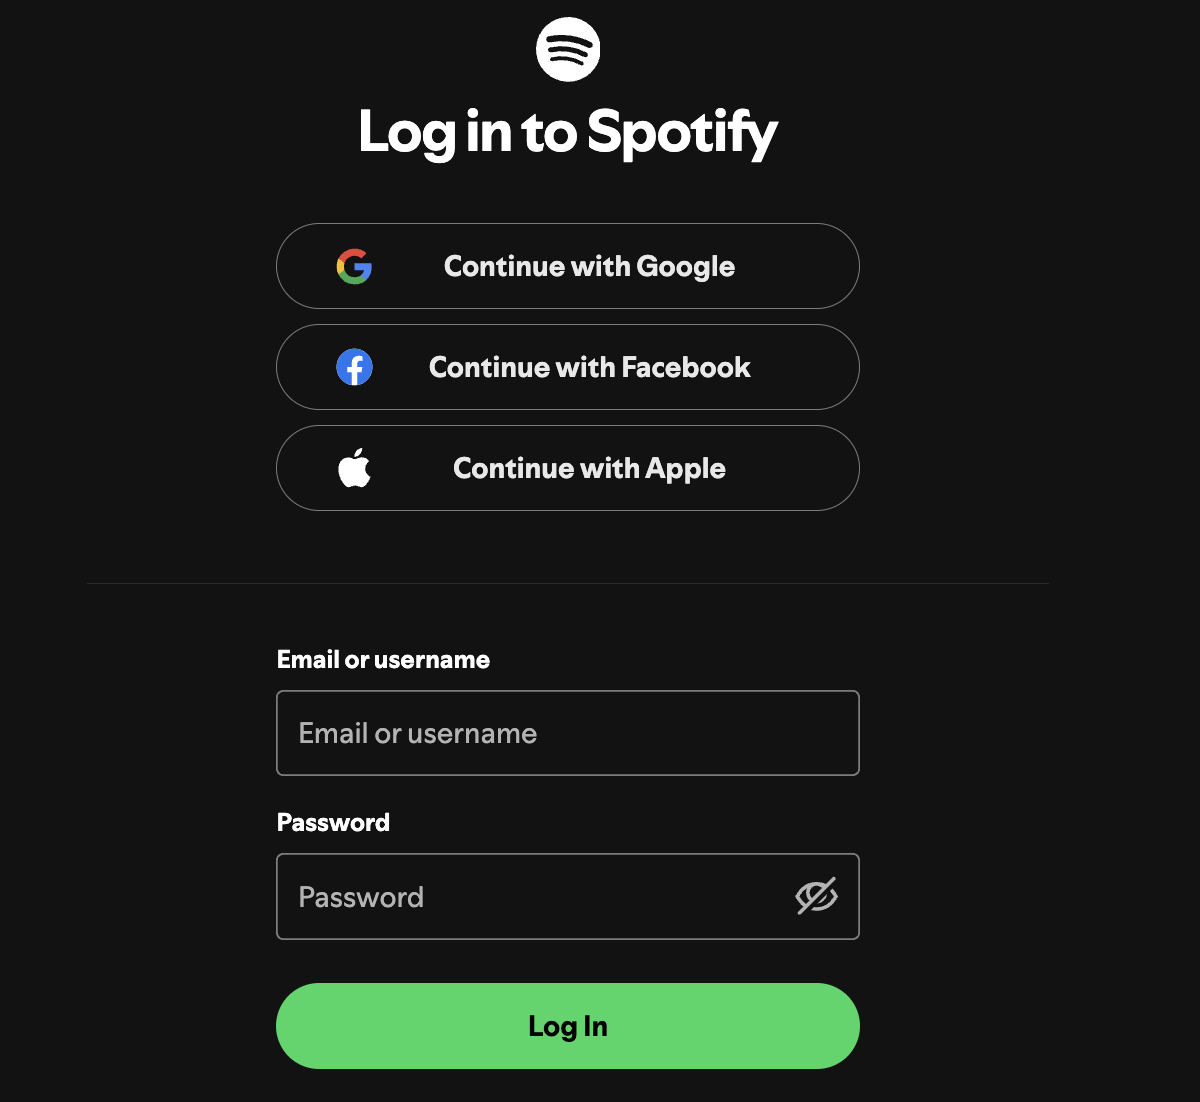 Log in to Spotify
Continue with Google
Continue with Facebook
Continue with Apple
Email or username
Email or username
Password
Password
Log In